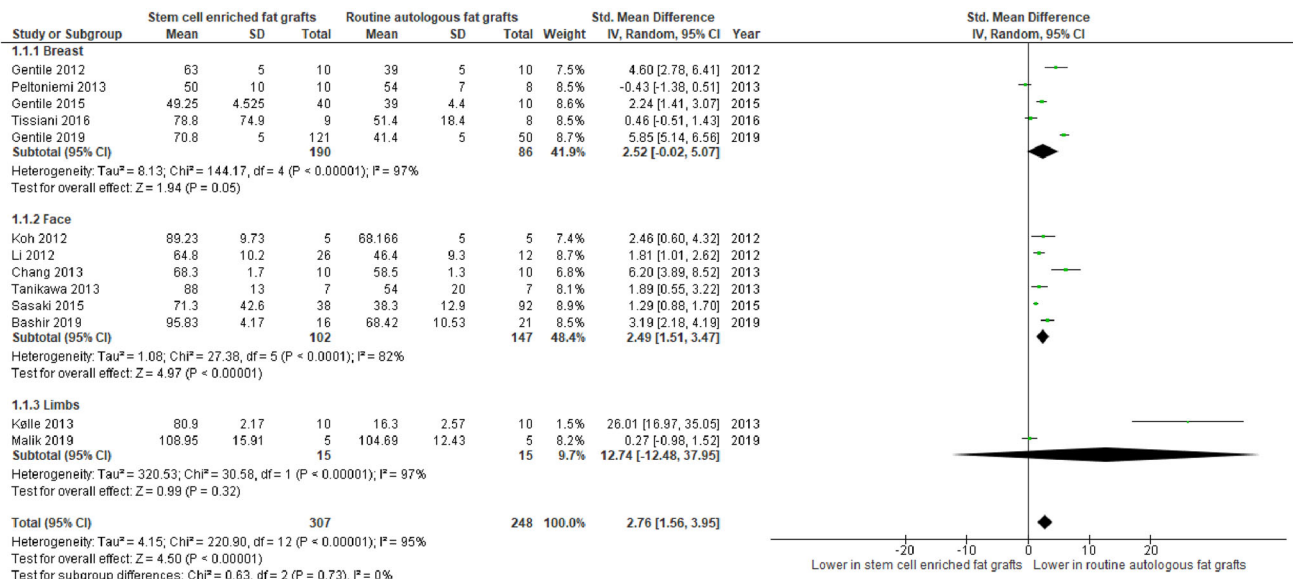 Stem cell enriched fat grafts Routine autologous fat grafts Std. Mean Difference Std. Mean Difference
Study or Subgroup Mean SD Total Mean SD Total Weight IV, Random, 95% CI Year IV, Random, 95% CI
1.1.1 Breast
Gentile 2012 63 5 10 39 5 10 7.5% 4.60 [2.78, 6.41] 2012
Peltoniemi 2013 50 10 10 54 7 8 8.5% -0.43 [-1.38, 0.51] 2013
Gentile 2015 49.25 4.525 40 39 4.4 10 8.6% 2.24 [1.41, 3.07] 2015
Tissiani 2016 78.8 74.9 9 51.4 18.4 8 8.5% 0.46 [-0.51, 1.43] 2016
Gentile 2019 70.8 5 121 41.4 5 50 8.7% 5.85 [5.14, 6.56] 2019
Subtotal (95% CI) 190 86 41.9% 2.52 [-0.02, 5.07]
Heterogeneity: Tau² = 8.13; Chi² = 144.17, df = 4 (P < 0.00001); I² = 97%
Test for overall effect: Z = 1.94 (P = 0.05)
1.1.2 Face
Koh 2012 89.23 9.73 5 68.166 5 5 7.4% 2.46 [0.60, 4.32] 2012
Li 2012 64.8 10.2 26 46.4 9.3 12 8.7% 1.81 [1.01, 2.62] 2012
Chang 2013 68.3 1.7 10 58.5 1.3 10 6.8% 6.20 [3.89, 8.52] 2013
Tanikawa 2013 88 13 7 54 20 7 8.1% 1.89 [0.55, 3.22] 2013
Sasaki 2015 71.3 42.6 38 38.3 12.9 92 8.9% 1.29 [0.88, 1.70] 2015
Bashir 2019 95.83 4.17 16 68.42 10.53 21 8.5% 3.19 [2.18, 4.19] 2019
Subtotal (95% CI) 102 147 48.4% 2.49 [1.51, 3.47]
Heterogeneity: Tau² = 1.08; Chi² = 27.38, df = 5 (P < 0.0001); I² = 82%
Test for overall effect: Z = 4.97 (P < 0.00001)
1.1.3 Limbs
Kølle 2013 80.9 2.17 10 16.3 2.57 10 1.5% 26.01 [16.97, 35.05] 2013
Malik 2019 108.95 15.91 5 104.69 12.43 5 8.2% 0.27 [-0.98, 1.52] 2019
Subtotal (95% CI) 15 15 9.7% 12.74 [-12.48, 37.95]
Heterogeneity: Tau² = 320.53; Chi² = 30.58, df = 1 (P < 0.00001); I² = 97%
Test for overall effect: Z = 0.99 (P = 0.32)
Total (95% CI) 307 248 100.0% 2.76 [1.56, 3.95]
Heterogeneity: Tau² = 4.15; Chi² = 220.90, df = 12 (P < 0.00001); I² = 95%
Test for overall effect: Z = 4.50 (P < 0.00001)
Test for subgroup differences: Chi² = 0.63, df = 2 (P = 0.73), I² = 0%
-20 -10 0 10 20
Lower in stem cell enriched fat grafts Lower in routine autologous fat grafts